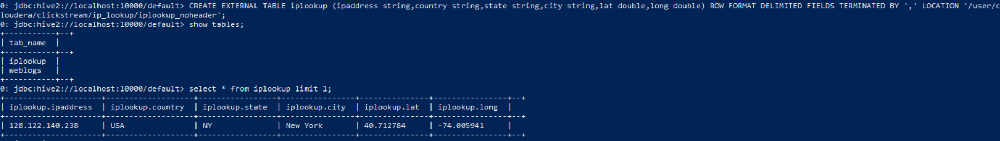 0: jdbc:hive2://localhost:10000/default> CREATE EXTERNAL TABLE iplookup (ipaddress string,country string,state string,city string,lat double,long double) ROW FORMAT DELIMITED FIELDS TERMINATED BY ',' LOCATION '/user/c
loudera/clickstream/ip_lookup/iplookup_noheader';
0: jdbc:hive2://localhost:10000/default> show tables;
+-----------+--+
| tab_name  |
+-----------+--+
| iplookup  |
| weblogs   |
+-----------+--+
0: jdbc:hive2://localhost:10000/default> select * from iplookup limit 1;
+---------------------+-------------------+-----------------+----------------+---------------+----------------+--+
| iplookup.ipaddress  | iplookup.country  | iplookup.state  | iplookup.city  | iplookup.lat  | iplookup.long  |
+---------------------+-------------------+-----------------+----------------+---------------+----------------+--+
| 128.122.140.238     | USA               | NY              | New York       | 40.712784     | -74.005941     |
+---------------------+-------------------+-----------------+----------------+---------------+----------------+--+